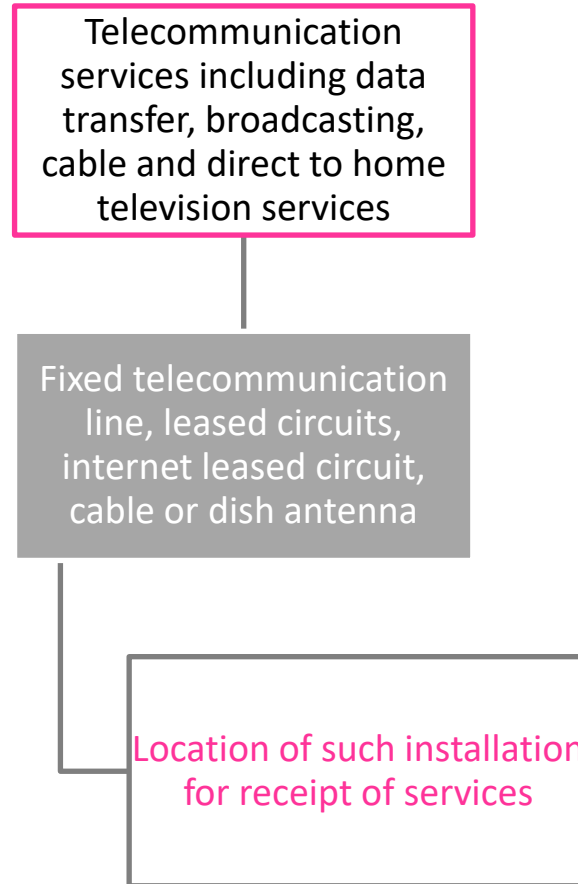 Telecommunication
services including data
transfer, broadcasting,
cable and direct to home
television services
Fixed telecommunication
line, leased circuits,
internet leased circuit,
cable or dish antenna
Location of such installation
for receipt of services